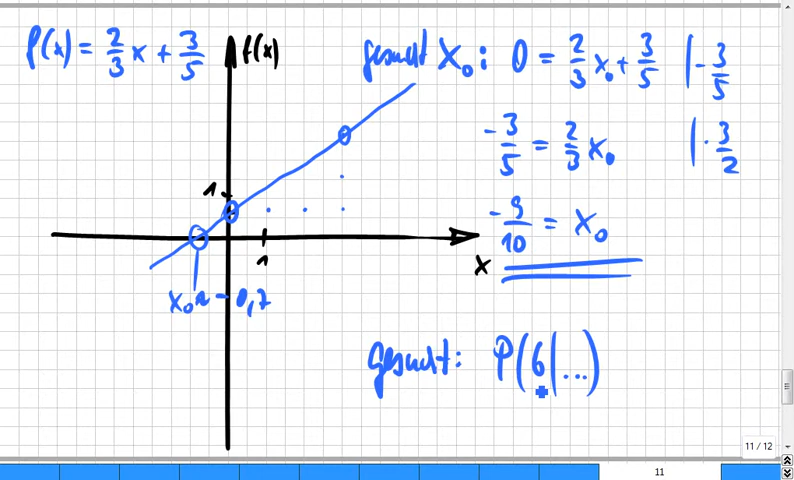 f(x) = 2/3 x + 3/5
f(x)
gesucht x₀: 0 = 2/3 x₀ + 3/5 | - 3/5
- 3/5 = 2/3 x₀ | · 3/2
- 9/10 = x₀
1
1
x
x₀ ≈ - 0,7
gesucht: P(6|...)
11 / 12
11